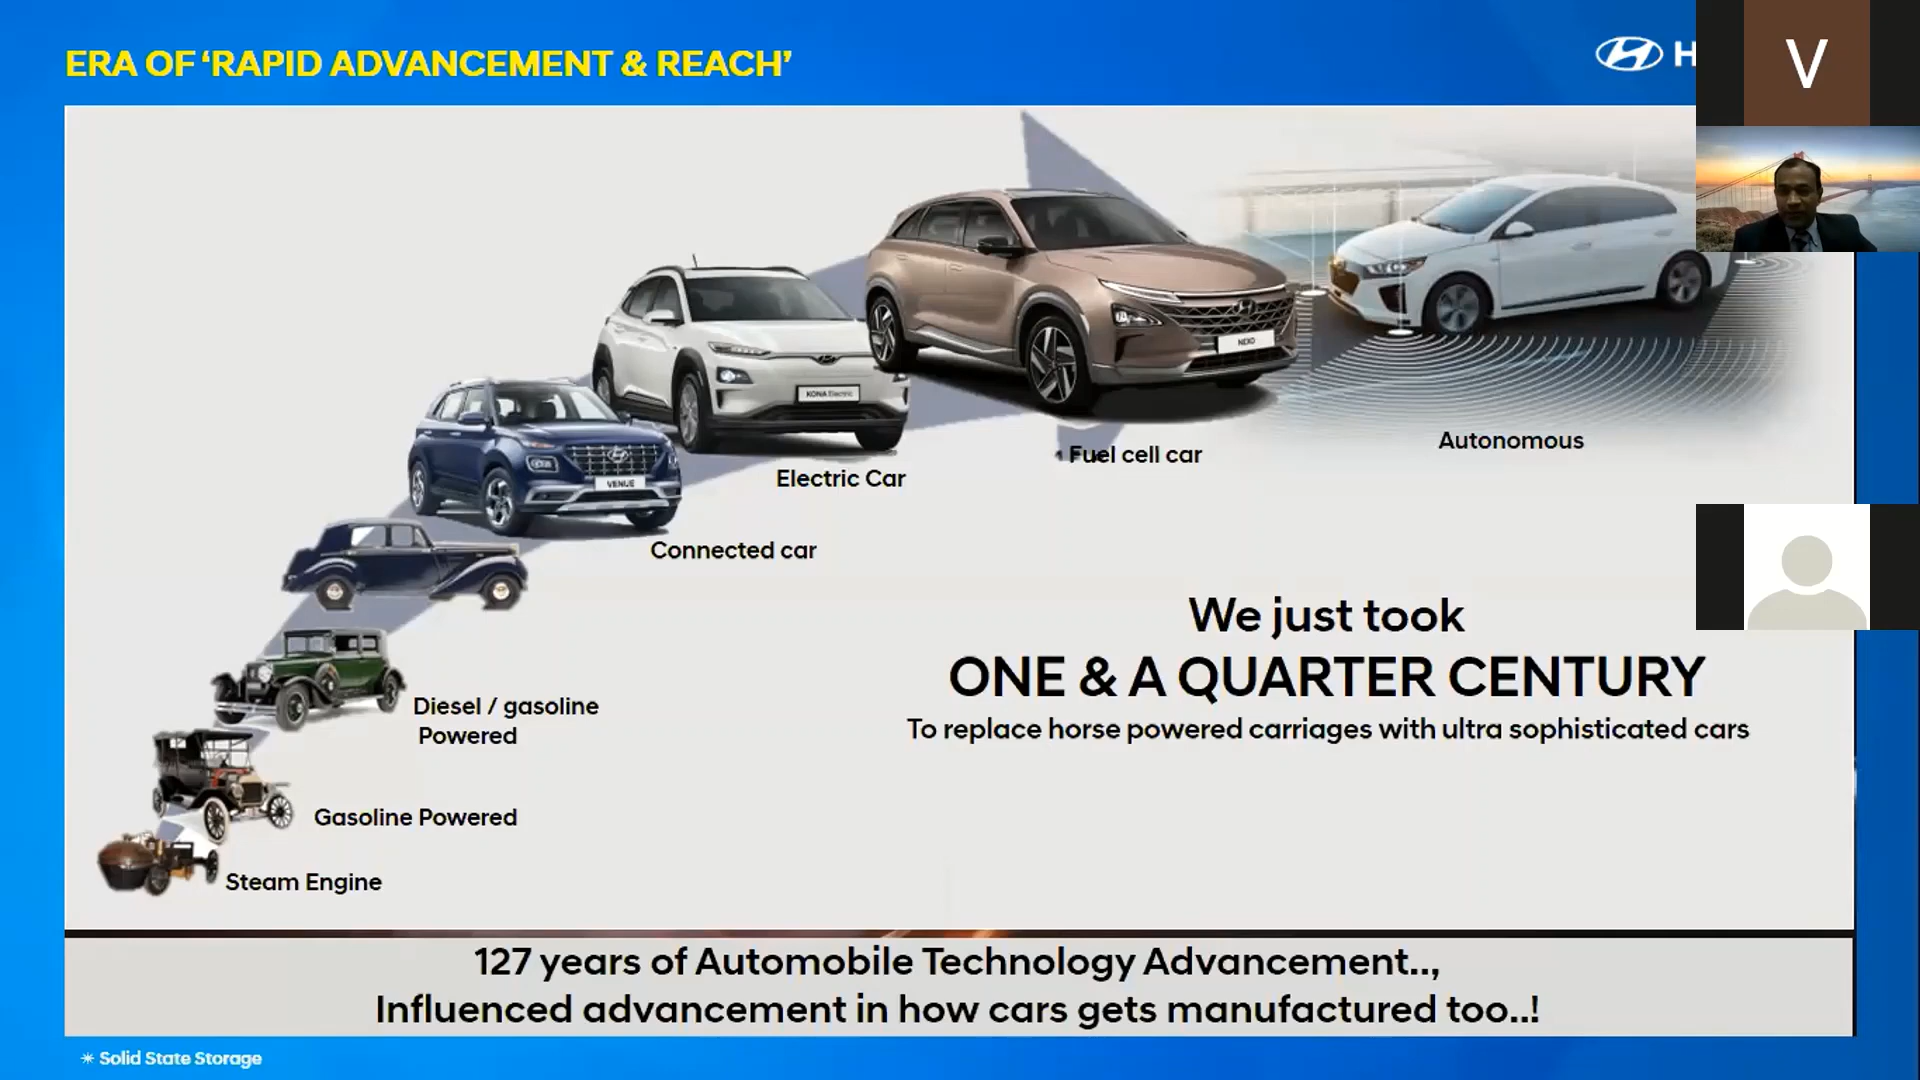 ERA OF ‘RAPID ADVANCEMENT & REACH’
H
V
NEXO
KONA Electric
VENUE
Autonomous
Fuel cell car
Electric Car
Connected car
We just took
ONE & A QUARTER CENTURY
To replace horse powered carriages with ultra sophisticated cars
Diesel / gasoline
Powered
Gasoline Powered
Steam Engine
127 years of Automobile Technology Advancement..,
Influenced advancement in how cars gets manufactured too..!
✴ Solid State Storage